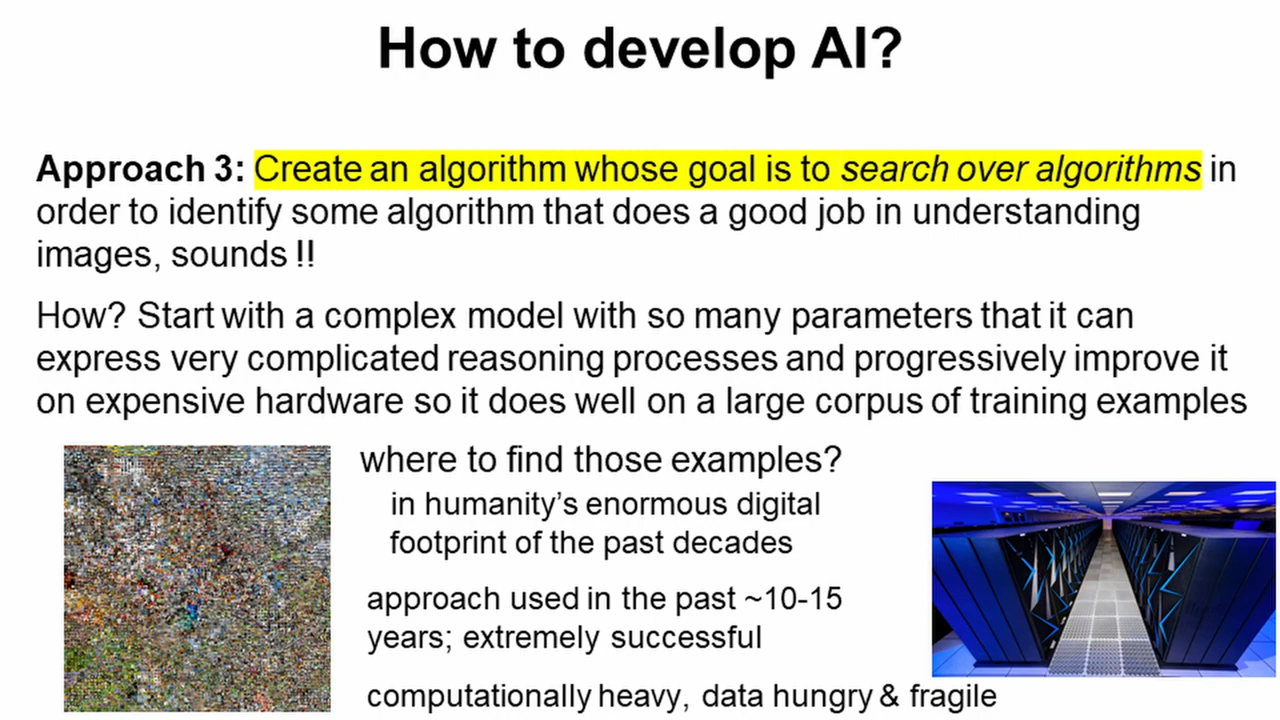 How to develop AI?
Approach 3: Create an algorithm whose goal is to search over algorithms in
order to identify some algorithm that does a good job in understanding
images, sounds !!
How? Start with a complex model with so many parameters that it can
express very complicated reasoning processes and progressively improve it
on expensive hardware so it does well on a large corpus of training examples
where to find those examples?
in humanity's enormous digital
footprint of the past decades
approach used in the past ~10-15
years; extremely successful
computationally heavy, data hungry & fragile